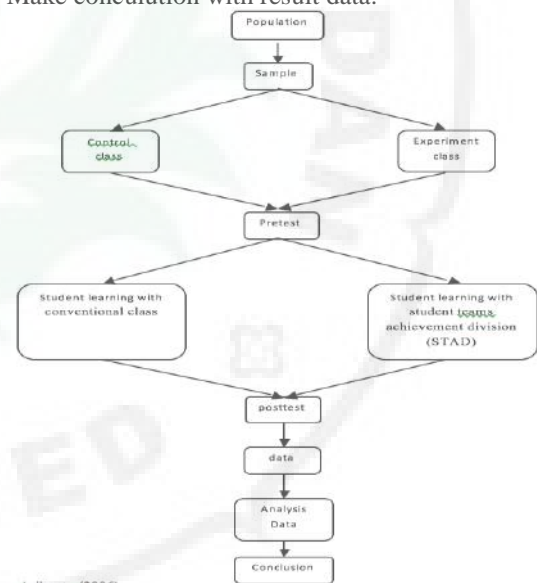 Make conculution with result data.
Population
Sample
Control
class
Experiment
class
Pretest
Student learning with
conventional class
Student learning with
student teams
achievement division
(STAD)
posttest
data
Analysis
Data
Conclusion